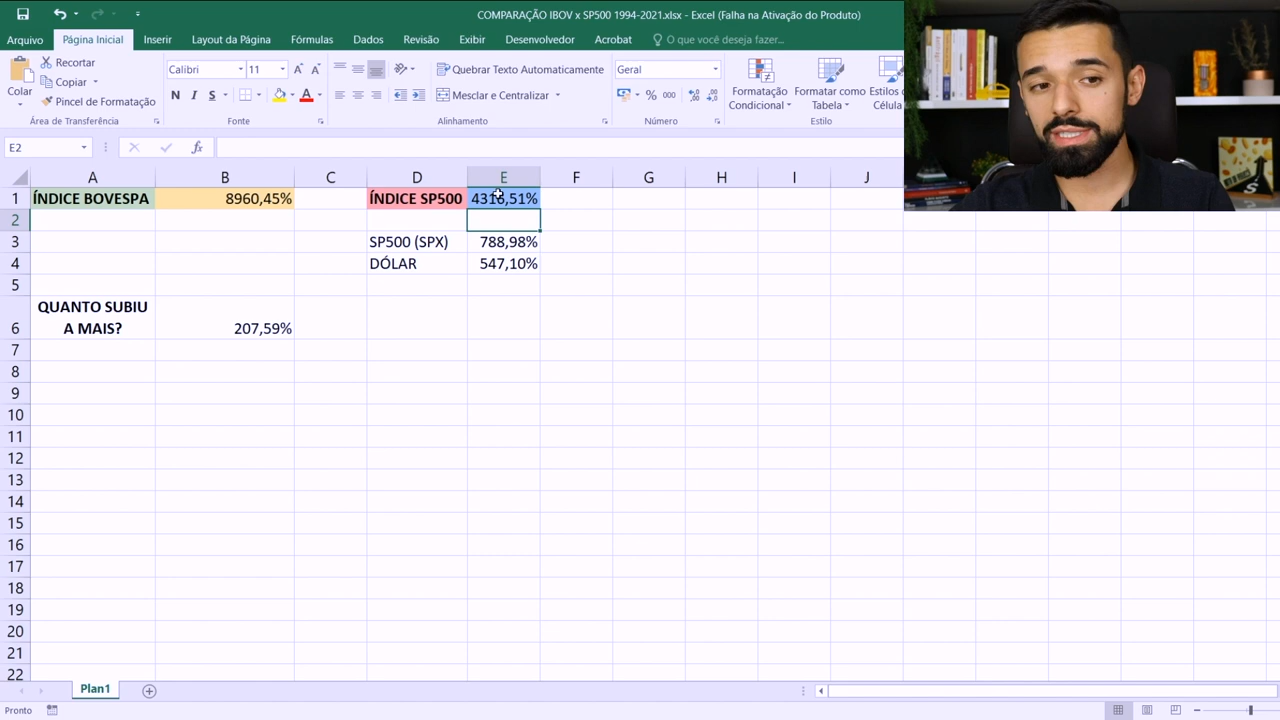 COMPARAÇÃO IBOV x SP500 1994-2021.xlsx - Excel (Falha na Ativação do Produto)
Arquivo Página Inicial Inserir Layout da Página Fórmulas Dados Revisão Exibir Desenvolvedor Acrobat O que você deseja fazer...
Recortar
Copiar
Pincel de Formatação
Colar
Calibri 11
N I S
Quebrar Texto Automaticamente
Mesclar e Centralizar
Geral
% 000
Formatação Condicional
Formatar como Tabela
Estilos de Célula
Área de Transferência Fonte Alinhamento Número Estilo
E2 fx
A B C D E F G H I J
1 ÍNDICE BOVESPA 8960,45% ÍNDICE SP500 4316,51%
2
3 SP500 (SPX) 788,98%
4 DÓLAR 547,10%
5
QUANTO SUBIU
6 A MAIS? 207,59%
7
8
9
10
11
12
13
14
15
16
17
18
19
20
21
22
Plan1
Pronto